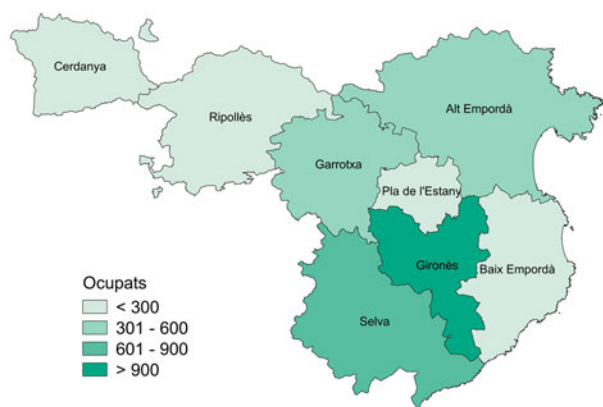 Cerdanya
Ripollès
Alt Empordà
Garrotxa
Pla de l'Estany
Gironès
Baix Empordà
Selva
Ocupats
< 300
301 - 600
601 - 900
> 900